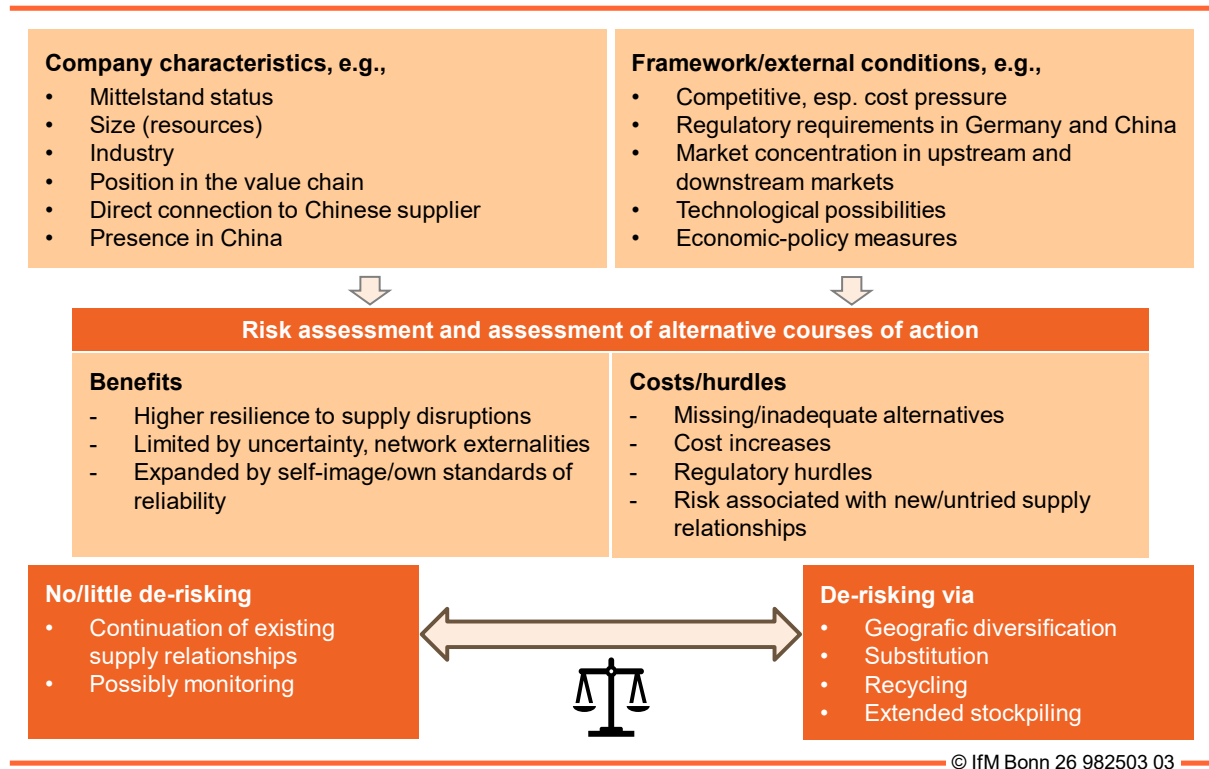 Company characteristics, e.g.,
• Mittelstand status
• Size (resources)
• Industry
• Position in the value chain
• Direct connection to Chinese supplier
• Presence in China
Framework/external conditions, e.g.,
• Competitive, esp. cost pressure
• Regulatory requirements in Germany and China
• Market concentration in upstream and
downstream markets
• Technological possibilities
• Economic-policy measures
Risk assessment and assessment of alternative courses of action
Benefits
- Higher resilience to supply disruptions
- Limited by uncertainty, network externalities
- Expanded by self-image/own standards of
reliability
Costs/hurdles
- Missing/inadequate alternatives
- Cost increases
- Regulatory hurdles
- Risk associated with new/untried supply
relationships
No/little de-risking
• Continuation of existing
supply relationships
• Possibly monitoring
De-risking via
• Geografic diversification
• Substitution
• Recycling
• Extended stockpiling
© IfM Bonn 26 982503 03